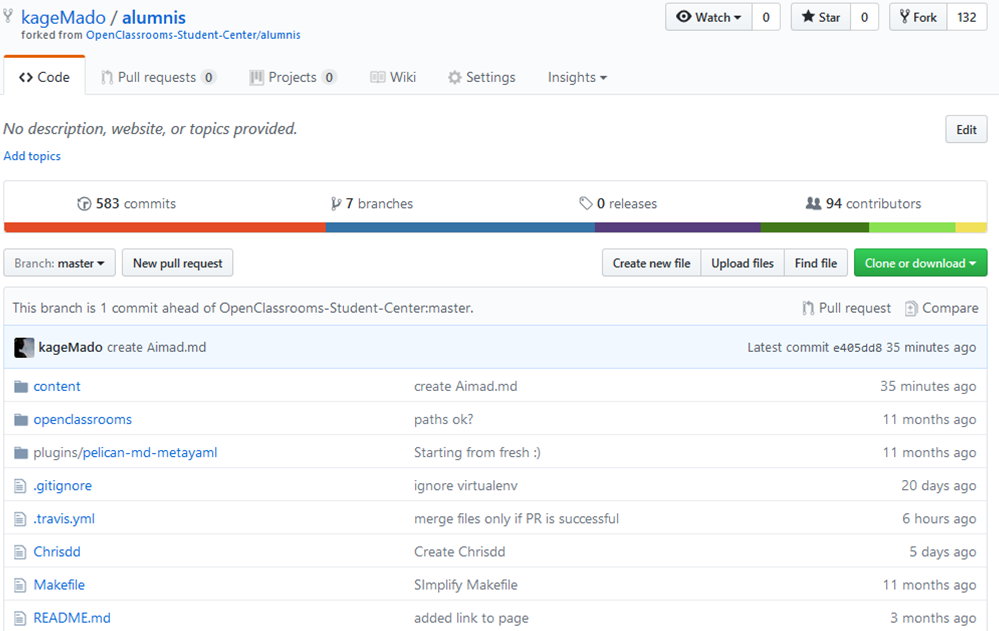 kageMado / alumnis
Watch 0 Star 0 Fork 132
forked from OpenClassrooms-Student-Center/alumnis
Code Pull requests 0 Projects 0 Wiki Settings Insights
No description, website, or topics provided.
Edit
Add topics
583 commits 7 branches 0 releases 94 contributors
Branch: master New pull request Create new file Upload files Find file Clone or download
This branch is 1 commit ahead of OpenClassrooms-Student-Center:master. Pull request Compare
kageMado create Aimad.md Latest commit e405dd8 35 minutes ago
content create Aimad.md 35 minutes ago
openclassrooms paths ok? 11 months ago
plugins/pelican-md-metayaml Starting from fresh :) 11 months ago
.gitignore ignore virtualenv 20 days ago
.travis.yml merge files only if PR is successful 6 hours ago
Chrisdd Create Chrisdd 5 days ago
Makefile SImplify Makefile 11 months ago
README.md added link to page 3 months ago